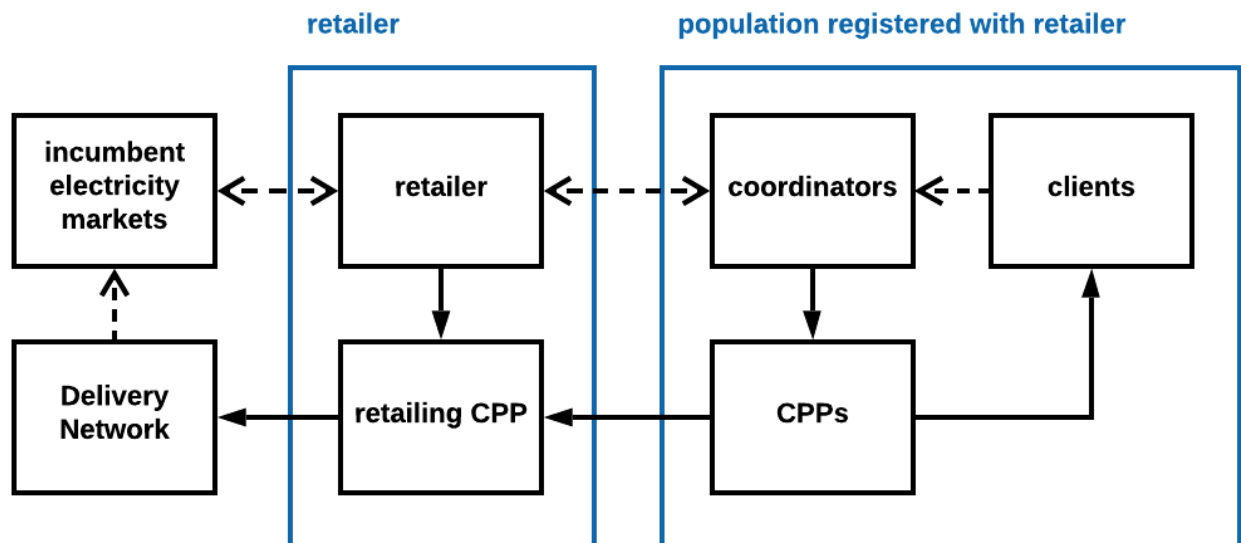 retailer
population registered with retailer
incumbent
electricity
markets
retailer
coordinators
clients
Delivery
Network
retailing CPP
CPPs